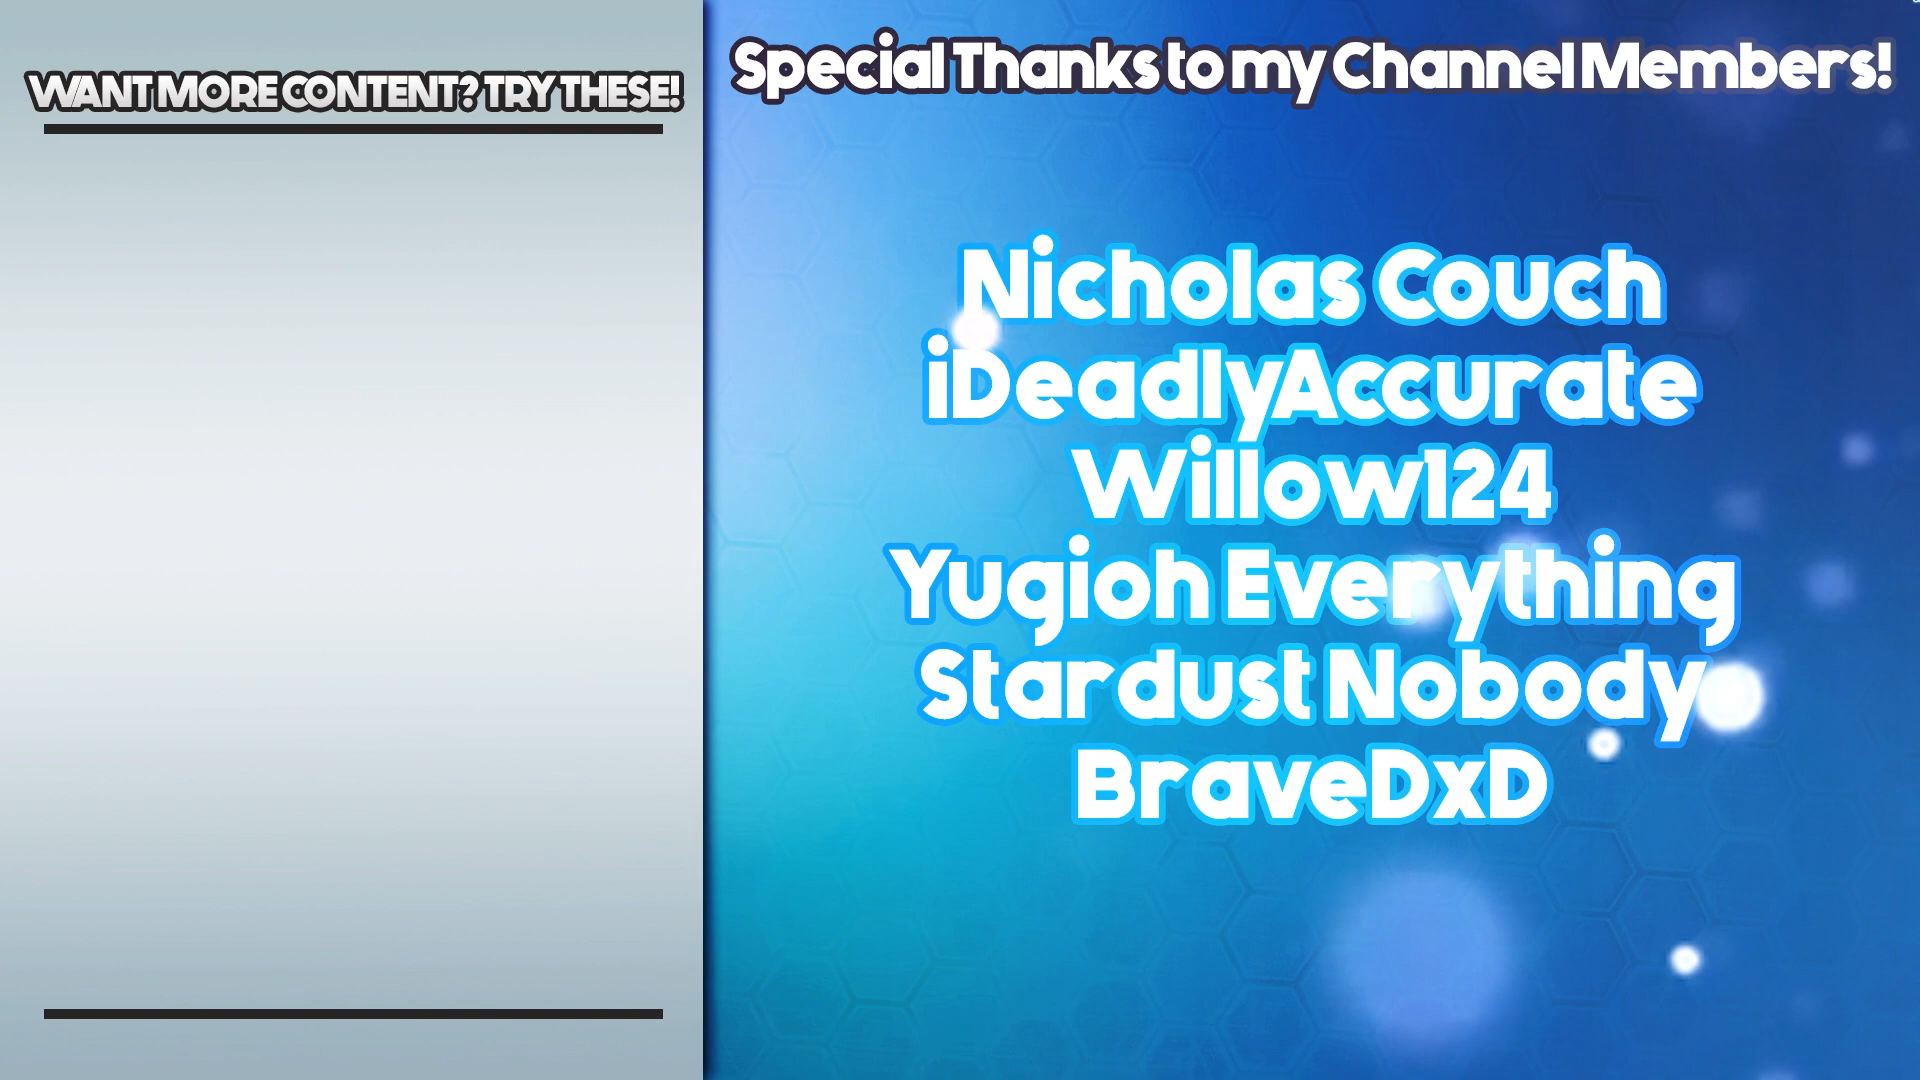 WANT MORE CONTENT? TRY THESE!
Special Thanks to my Channel Members!
Nicholas Couch
iDeadlyAccurate
Willow124
Yugioh Everything
Stardust Nobody
BraveDxD